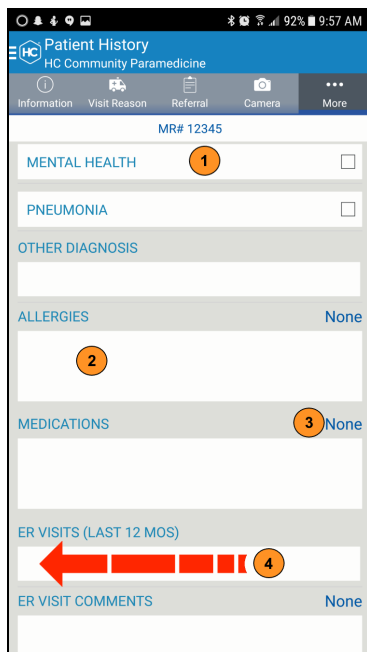 92% 9:57 AM
HC Patient History
HC Community Paramedicine
Information Visit Reason Referral Camera More
MR# 12345
MENTAL HEALTH 1
PNEUMONIA
OTHER DIAGNOSIS
ALLERGIES None
2
MEDICATIONS 3 None
ER VISITS (LAST 12 MOS)
4
ER VISIT COMMENTS None